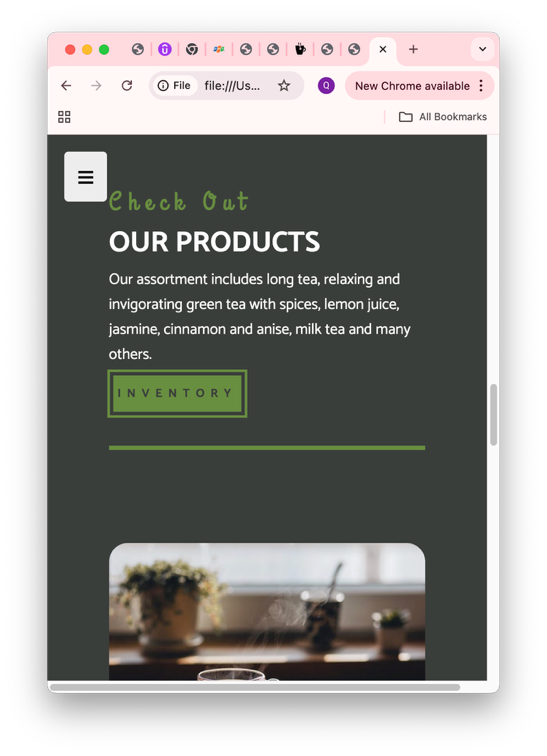 File
file:///Us...
Q
New Chrome available
All Bookmarks
Check Out
OUR PRODUCTS
Our assortment includes long tea, relaxing and
invigorating green tea with spices, lemon juice,
jasmine, cinnamon and anise, milk tea and many
others.
INVENTORY